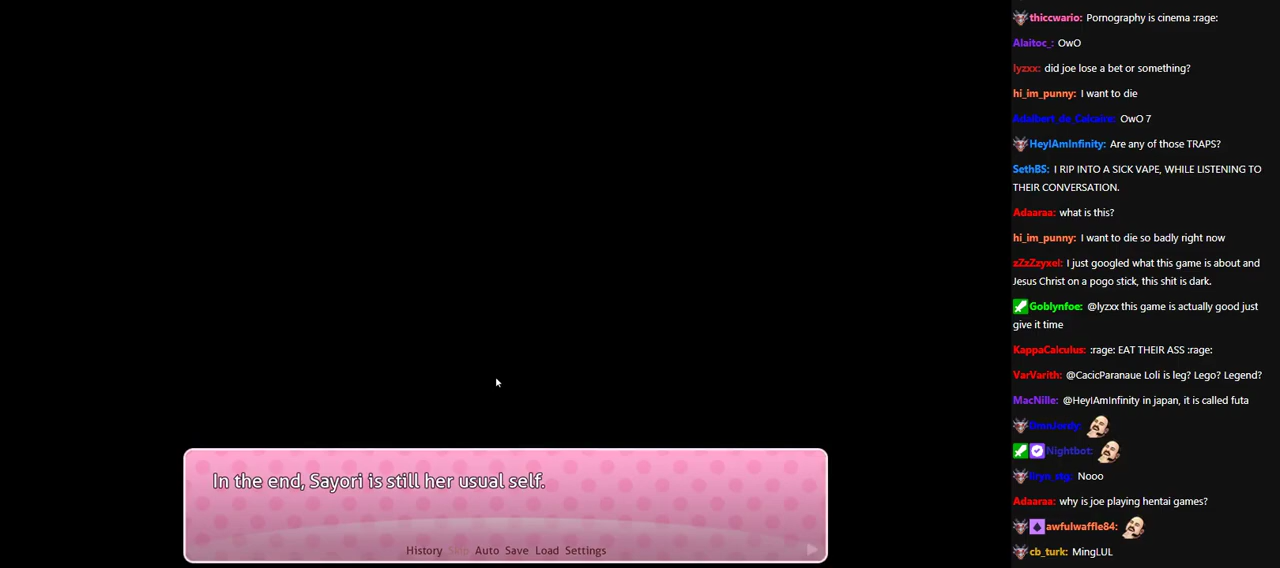 thiccwario: Pornography is cinema :rage:
Alaitoc_: OwO
lyzxx: did joe lose a bet or something?
hi_im_punny: I want to die
Adalbert_de_Calcaire: OwO 7
HeyIAmInfinity: Are any of those TRAPS?
SethBS: I RIP INTO A SICK VAPE, WHILE LISTENING TO
THEIR CONVERSATION.
Adaaraa: what is this?
hi_im_punny: I want to die so badly right now
zZzZzyxel: I just googled what this game is about and
Jesus Christ on a pogo stick, this shit is dark.
Goblynfoe: @lyzxx this game is actually good just
give it time
KappaCalculus: :rage: EAT THEIR ASS :rage:
VarVarith: @CacicParanaue Loli is leg? Lego? Legend?
MacNille: @HeyIAmInfinity in japan, it is called futa
Nightbot:
Nooo
Adaaraa: why is joe playing hentai games?
awfulwaffle84:
cb_turk: MingLUL
In the end, Sayori is still her usual self.
History Skip Auto Save Load Settings